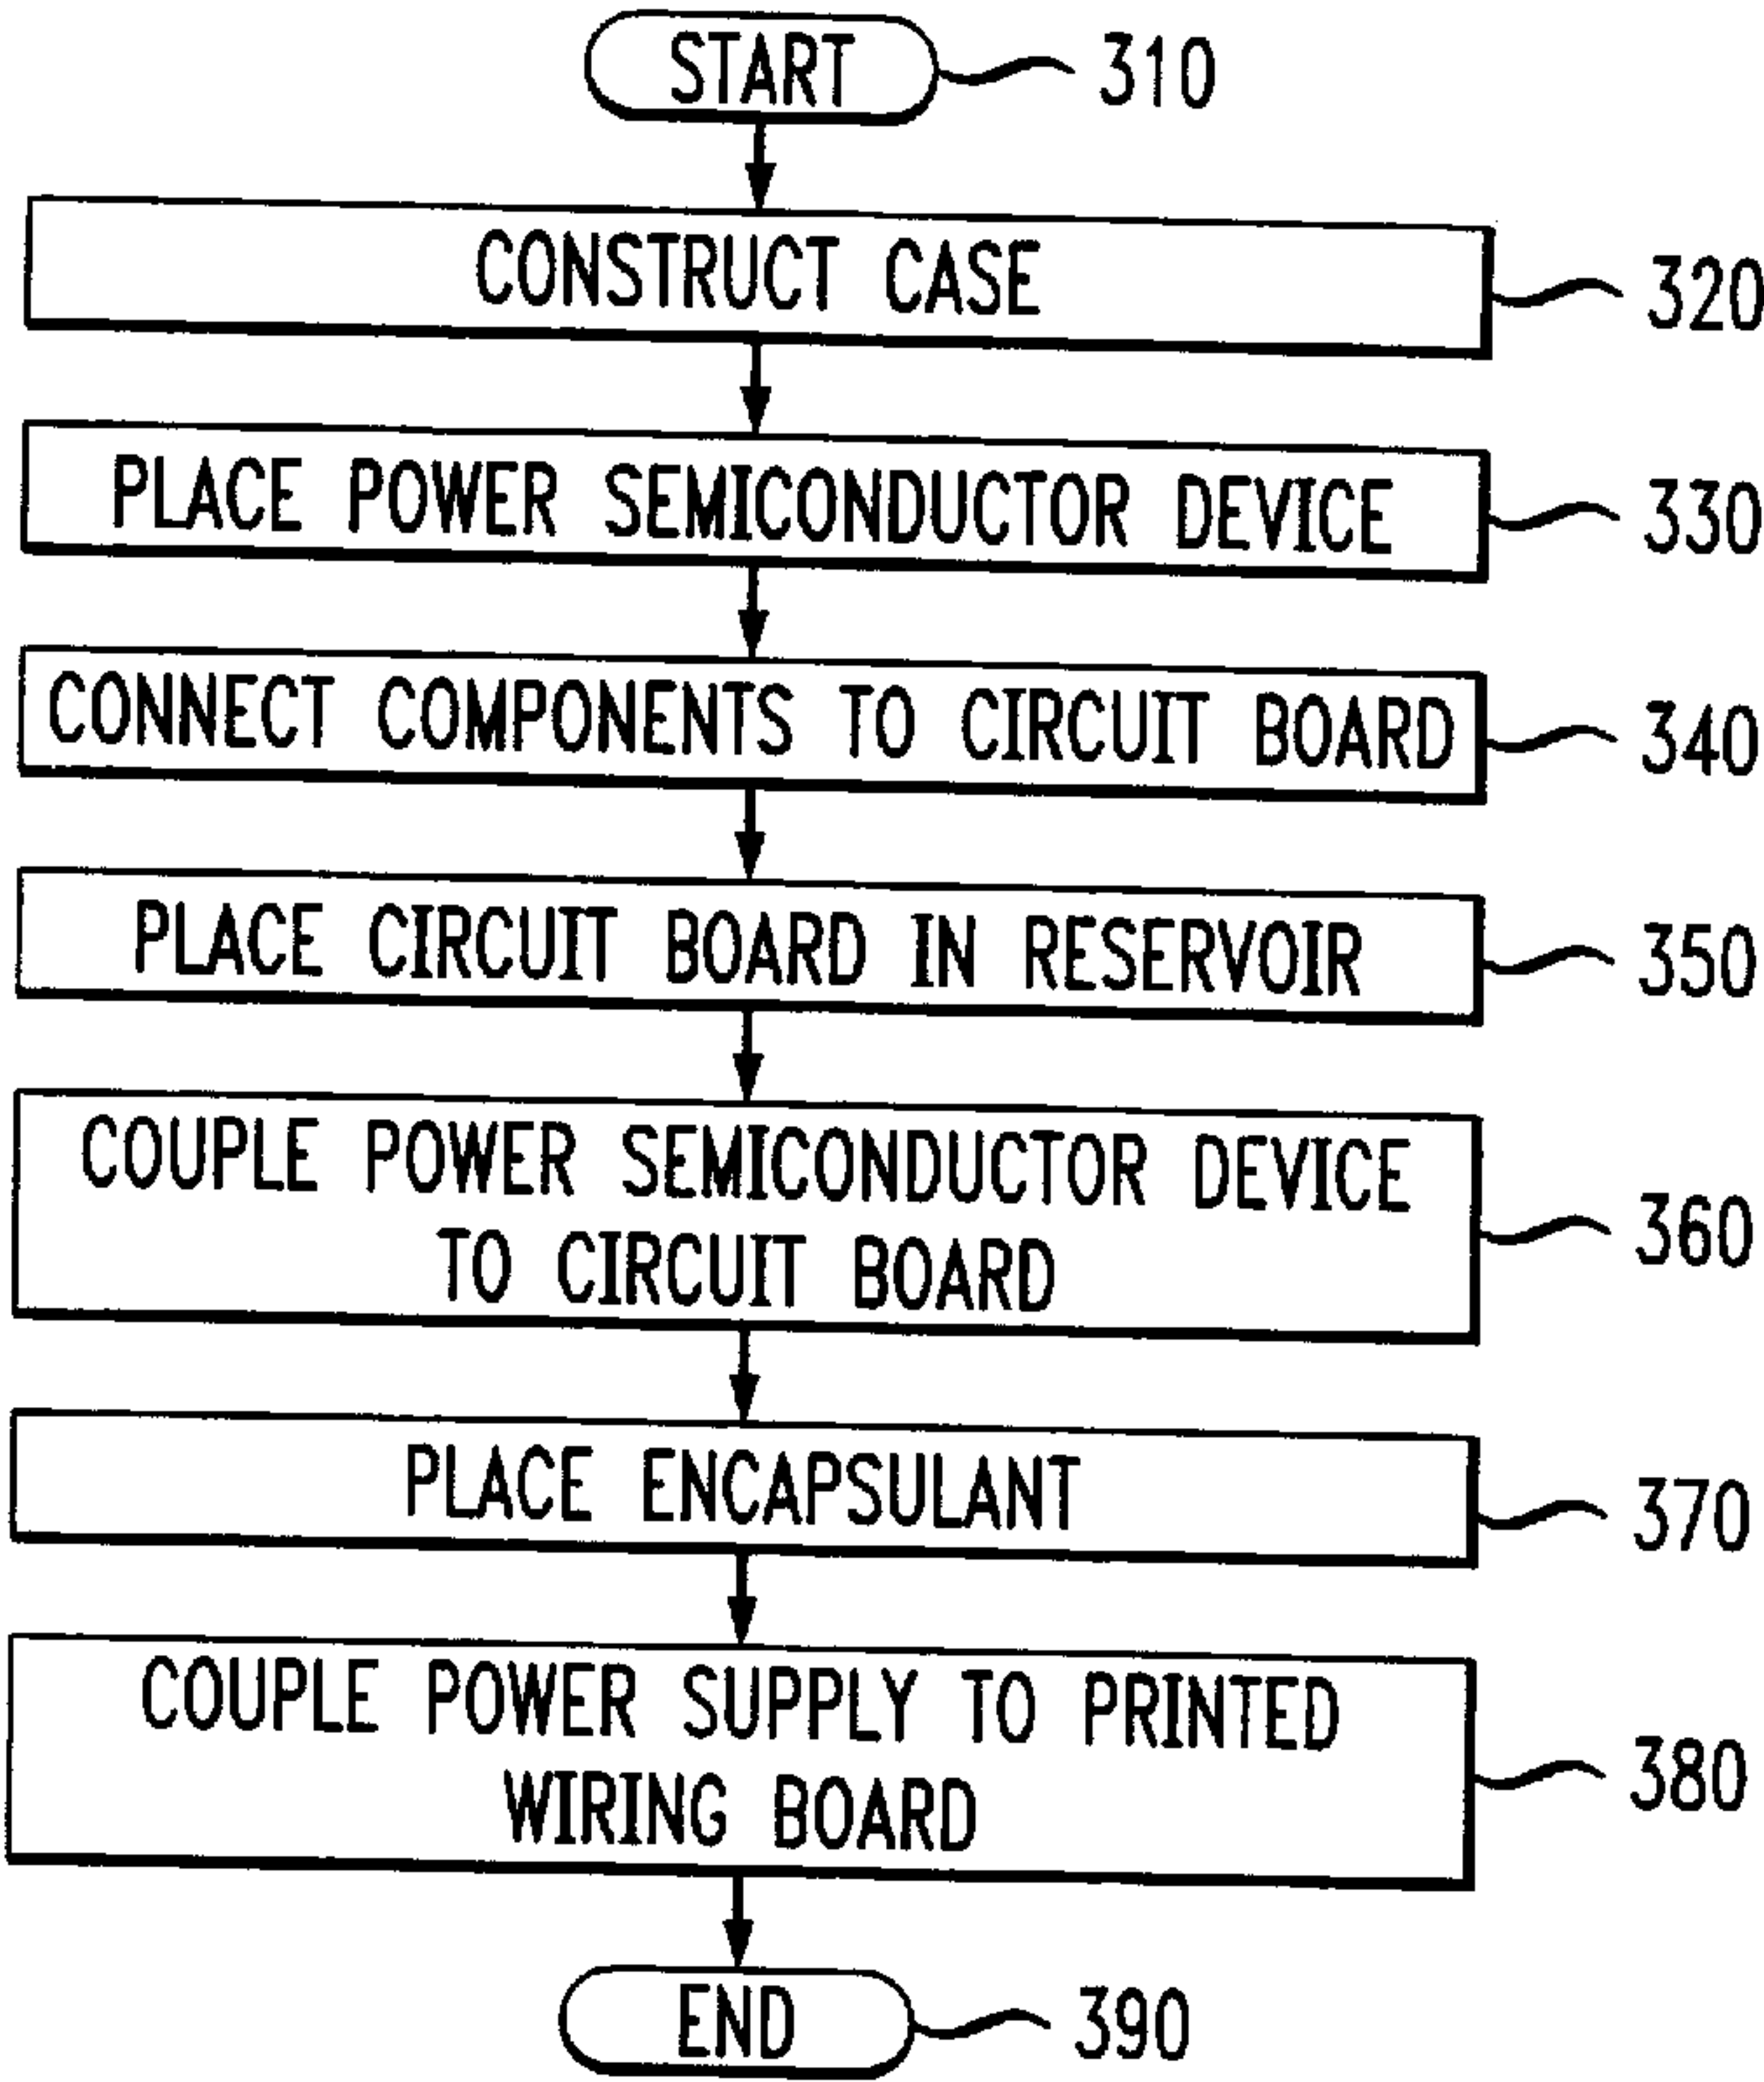 START 310
CONSTRUCT CASE 320
PLACE POWER SEMICONDUCTOR DEVICE 330
CONNECT COMPONENTS TO CIRCUIT BOARD 340
PLACE CIRCUIT BOARD IN RESERVOIR 350
COUPLE POWER SEMICONDUCTOR DEVICE
TO CIRCUIT BOARD
360
PLACE ENCAPSULANT 370
COUPLE POWER SUPPLY TO PRINTED
WIRING BOARD
380
END 390